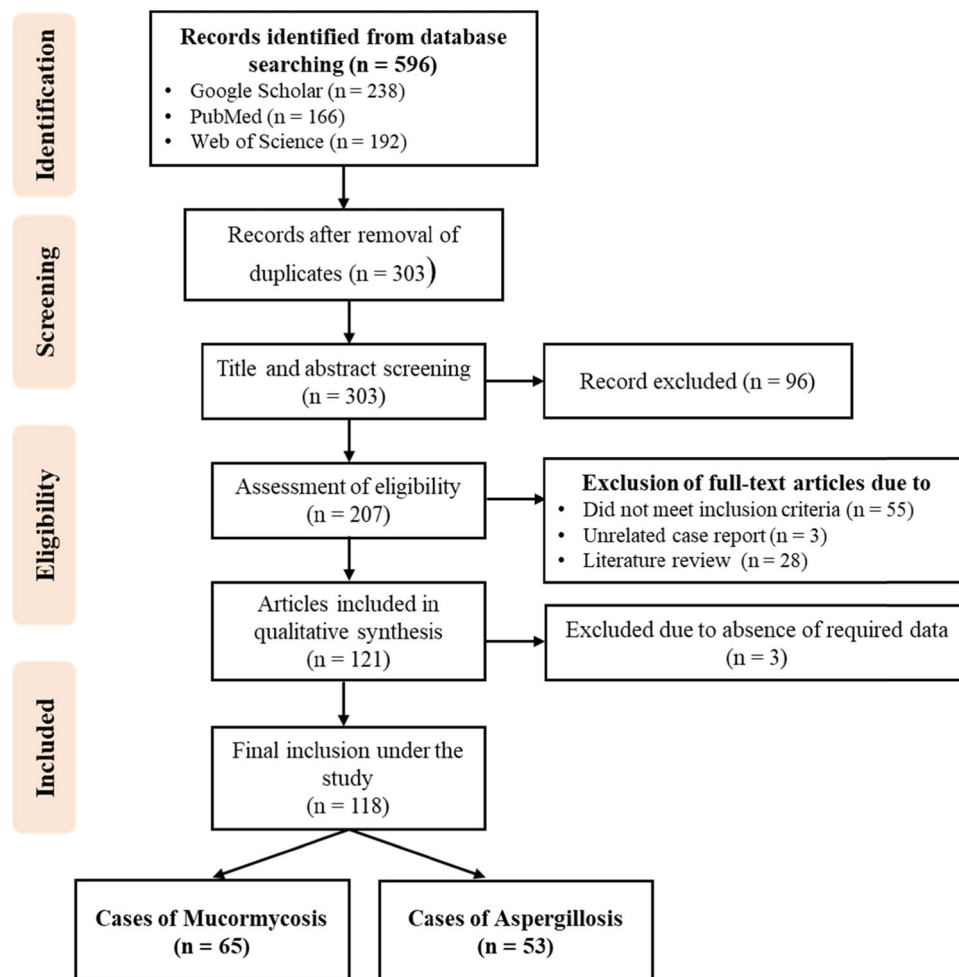 Identification
Records identified from database
searching (n = 596)
• Google Scholar (n = 238)
• PubMed (n = 166)
• Web of Science (n = 192)
Screening
Records after removal of
duplicates (n = 303)
Title and abstract screening
(n = 303)
Record excluded (n = 96)
Eligibility
Assessment of eligibility
(n = 207)
Exclusion of full-text articles due to
• Did not meet inclusion criteria (n = 55)
• Unrelated case report (n = 3)
• Literature review (n = 28)
Articles included in
qualitative synthesis
(n = 121)
Excluded due to absence of required data
(n = 3)
Included
Final inclusion under the
study
(n = 118)
Cases of Mucormycosis
(n = 65)
Cases of Aspergillosis
(n = 53)